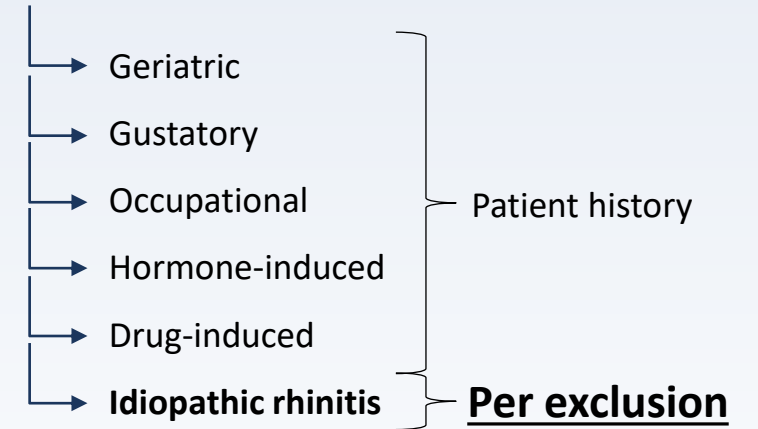 Geriatric
Gustatory
Occupational
Patient history
Hormone-induced
Drug-induced
Idiopathic rhinitis
Per exclusion